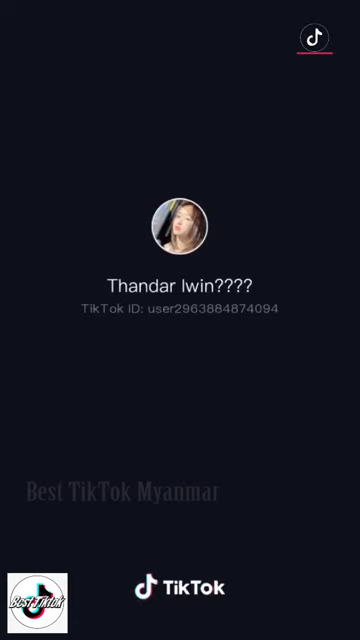 Thandar lwin????
TikTok ID: user2963884874094
Best TikTok Myanmar
Best Tiktok
TikTok